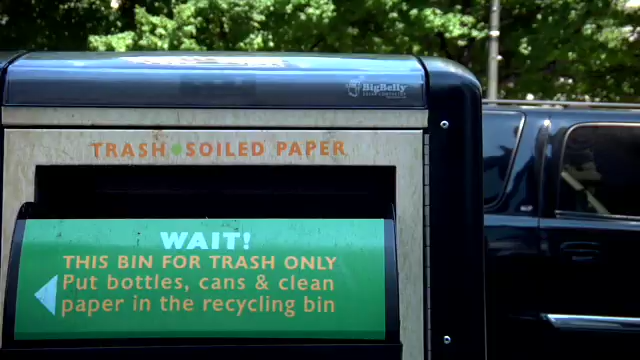 BigBelly
TRASH • SOILED PAPER
WAIT!
THIS BIN FOR TRASH ONLY
Put bottles, cans & clean
paper in the recycling bin